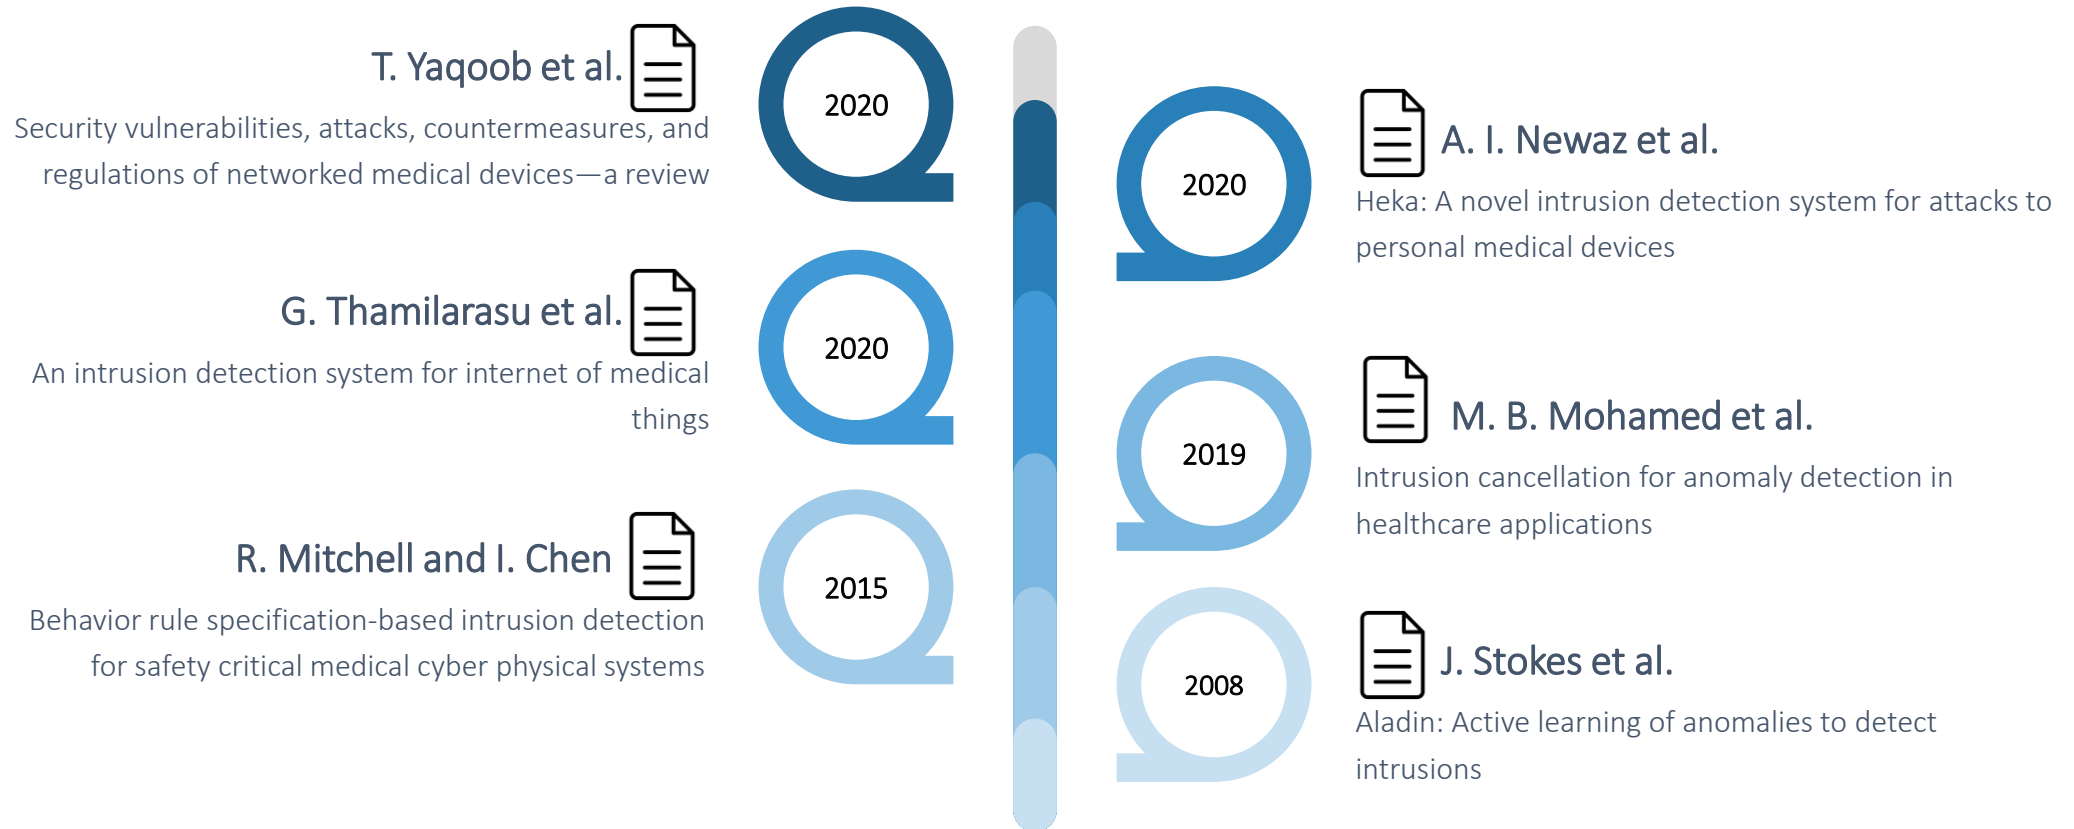 T. Yaqoob et al.
Security vulnerabilities, attacks, countermeasures, and
regulations of networked medical devices—a review
2020
2020
A. I. Newaz et al.
Heka: A novel intrusion detection system for attacks to
personal medical devices
G. Thamilarasu et al.
An intrusion detection system for internet of medical
things
2020
2019
M. B. Mohamed et al.
Intrusion cancellation for anomaly detection in
healthcare applications
R. Mitchell and I. Chen
Behavior rule specification-based intrusion detection
for safety critical medical cyber physical systems
2015
2008
J. Stokes et al.
Aladin: Active learning of anomalies to detect
intrusions